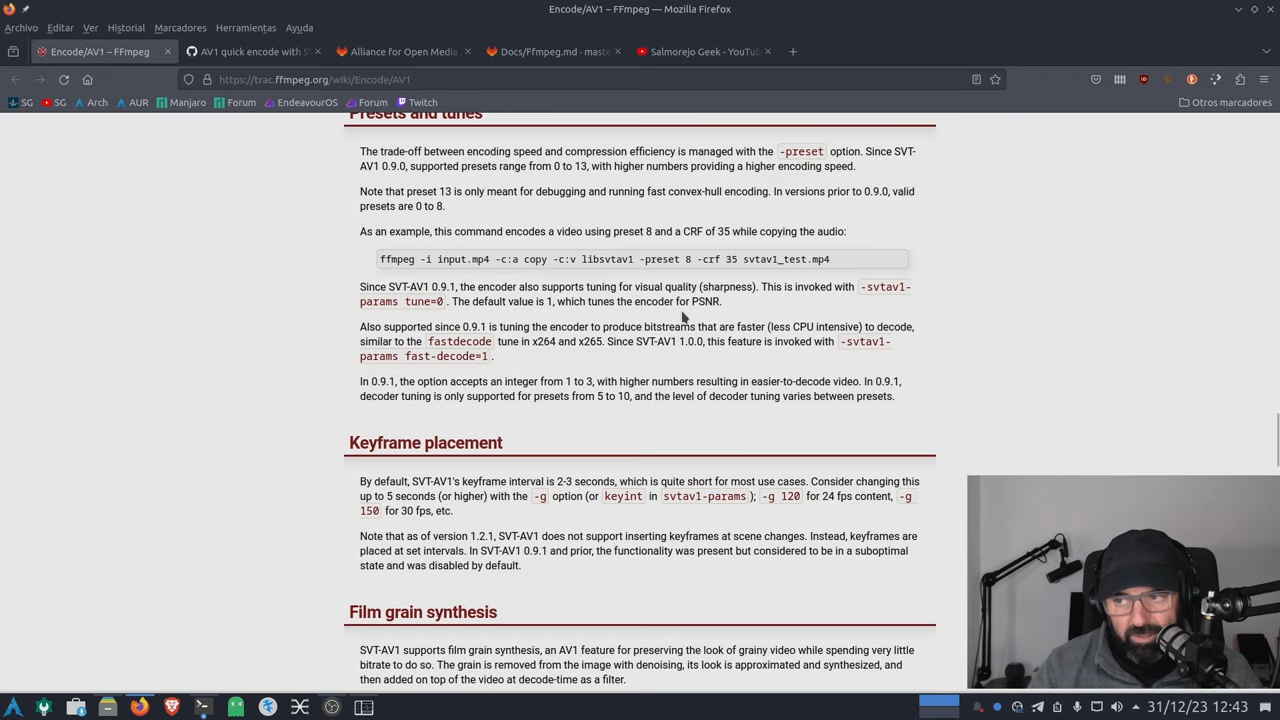 Encode/AV1 – FFmpeg — Mozilla Firefox
Archivo Editar Ver Historial Marcadores Herramientas Ayuda
Encode/AV1 – FFmpeg
AV1 quick encode with S
Alliance for Open Media
Docs/Ffmpeg.md · maste
Salmorejo Geek - YouTub
https://trac.ffmpeg.org/wiki/Encode/AV1
SG SG Arch AUR Manjaro Forum EndeavourOS Forum Twitch Otros marcadores
Presets and tunes
The trade-off between encoding speed and compression efficiency is managed with the -preset option. Since SVT-
AV1 0.9.0, supported presets range from 0 to 13, with higher numbers providing a higher encoding speed.
Note that preset 13 is only meant for debugging and running fast convex-hull encoding. In versions prior to 0.9.0, valid
presets are 0 to 8.
As an example, this command encodes a video using preset 8 and a CRF of 35 while copying the audio:
ffmpeg -i input.mp4 -c:a copy -c:v libsvtav1 -preset 8 -crf 35 svtav1_test.mp4
Since SVT-AV1 0.9.1, the encoder also supports tuning for visual quality (sharpness). This is invoked with -svtav1-
params tune=0. The default value is 1, which tunes the encoder for PSNR.
Also supported since 0.9.1 is tuning the encoder to produce bitstreams that are faster (less CPU intensive) to decode,
similar to the fastdecode tune in x264 and x265. Since SVT-AV1 1.0.0, this feature is invoked with -svtav1-
params fast-decode=1.
In 0.9.1, the option accepts an integer from 1 to 3, with higher numbers resulting in easier-to-decode video. In 0.9.1,
decoder tuning is only supported for presets from 5 to 10, and the level of decoder tuning varies between presets.
Keyframe placement
By default, SVT-AV1's keyframe interval is 2-3 seconds, which is quite short for most use cases. Consider changing this
up to 5 seconds (or higher) with the -g option (or keyint in svtav1-params); -g 120 for 24 fps content, -g
150 for 30 fps, etc.
Note that as of version 1.2.1, SVT-AV1 does not support inserting keyframes at scene changes. Instead, keyframes are
placed at set intervals. In SVT-AV1 0.9.1 and prior, the functionality was present but considered to be in a suboptimal
state and was disabled by default.
Film grain synthesis
SVT-AV1 supports film grain synthesis, an AV1 feature for preserving the look of grainy video while spending very little
bitrate to do so. The grain is removed from the image with denoising, its look is approximated and synthesized, and
then added on top of the video at decode-time as a filter.
31/12/23 12:43